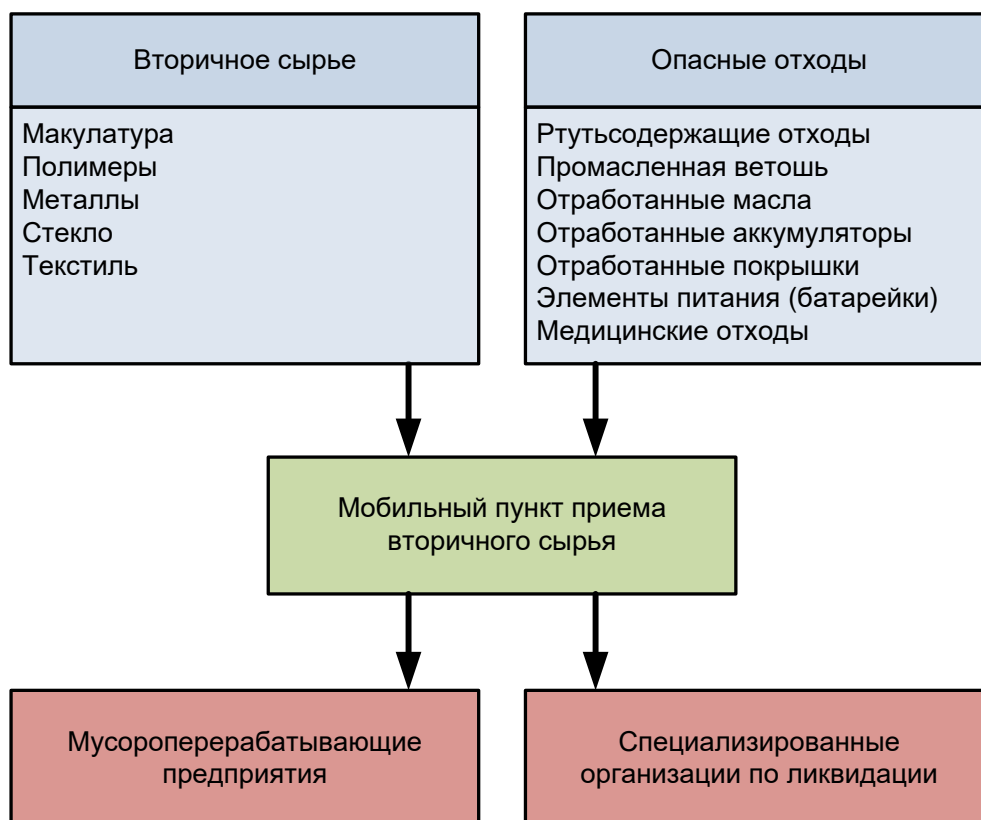 Вторичное сырье
Макулатура
Полимеры
Металлы
Стекло
Текстиль
Опасные отходы
Ртутьсодержащие отходы
Промасленная ветошь
Отработанные масла
Отработанные аккумуляторы
Отработанные покрышки
Элементы питания (батарейки)
Медицинские отходы
Мобильный пункт приема
вторичного сырья
Мусороперерабатывающие
предприятия
Специализированные
организации по ликвидации